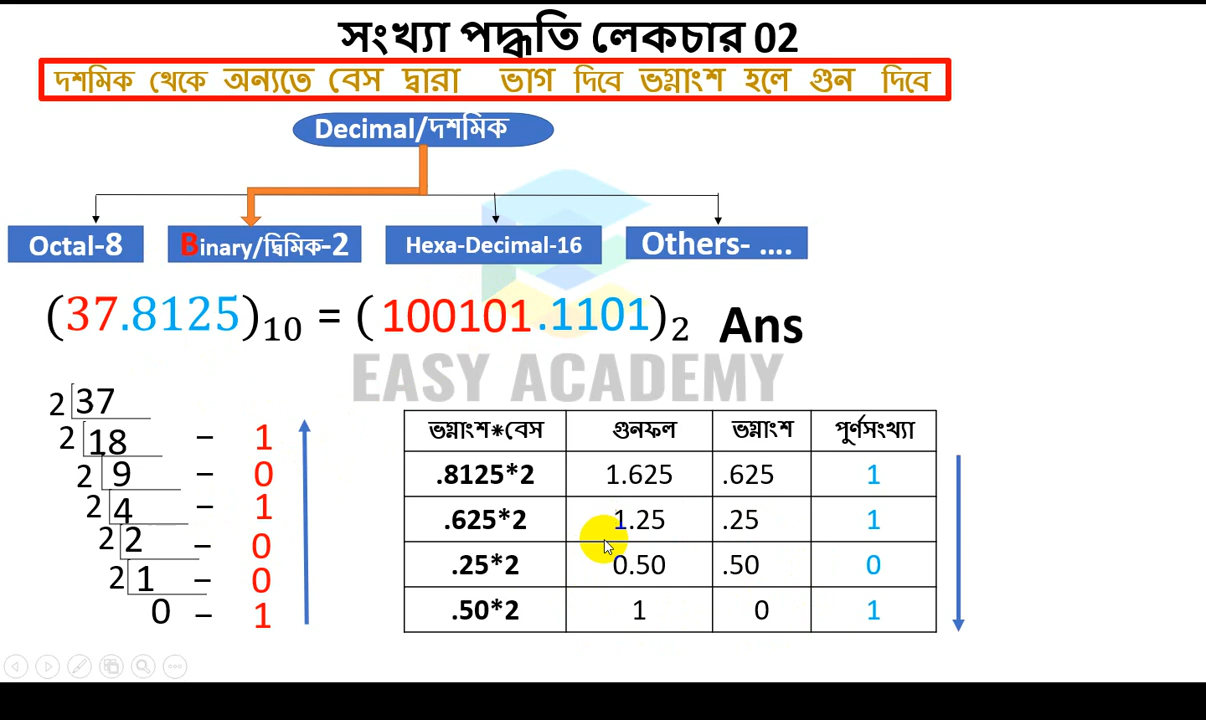 সংখ্যা পদ্ধতি লেকচার 02
দশমিক থেকে অন্যতে বেস দ্বারা ভাগ দিবে ভগ্নাংশ হলে গুন দিবে
Decimal/দশমিক
Octal-8 Binary/দ্বিমিক-2 Hexa-Decimal-16 Others- ....
(37.8125)10 = (100101.1101)2 Ans
EASY ACADEMY
2 37
2 18 – 1
2 9 – 0
2 4 – 1
2 2 – 0
2 1 – 0
0 – 1
ভগ্নাংশ*বেস গুনফল ভগ্নাংশ পুর্ণসংখ্যা
.8125*2 1.625 .625 1
.625*2 1.25 .25 1
.25*2 0.50 .50 0
.50*2 1 0 1